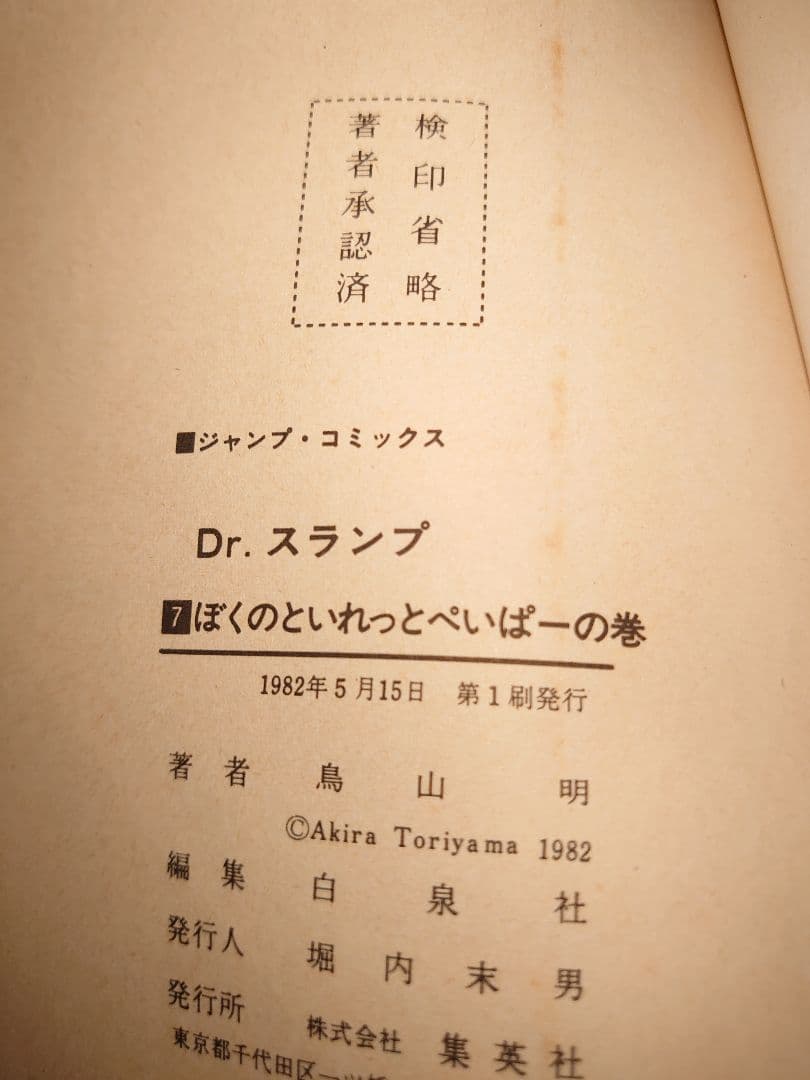 検印省略
著者承認済
■ジャンプ・コミックス
Dr. スランプ
7 ぼくのといれっとぺいぱーの巻
1982年5月15日 第1刷発行
著者 鳥山明
©Akira Toriyama 1982
編集 白泉社
発行人 堀内末男
発行所 株式会社 集英社
東京都千代田区一ツ橋